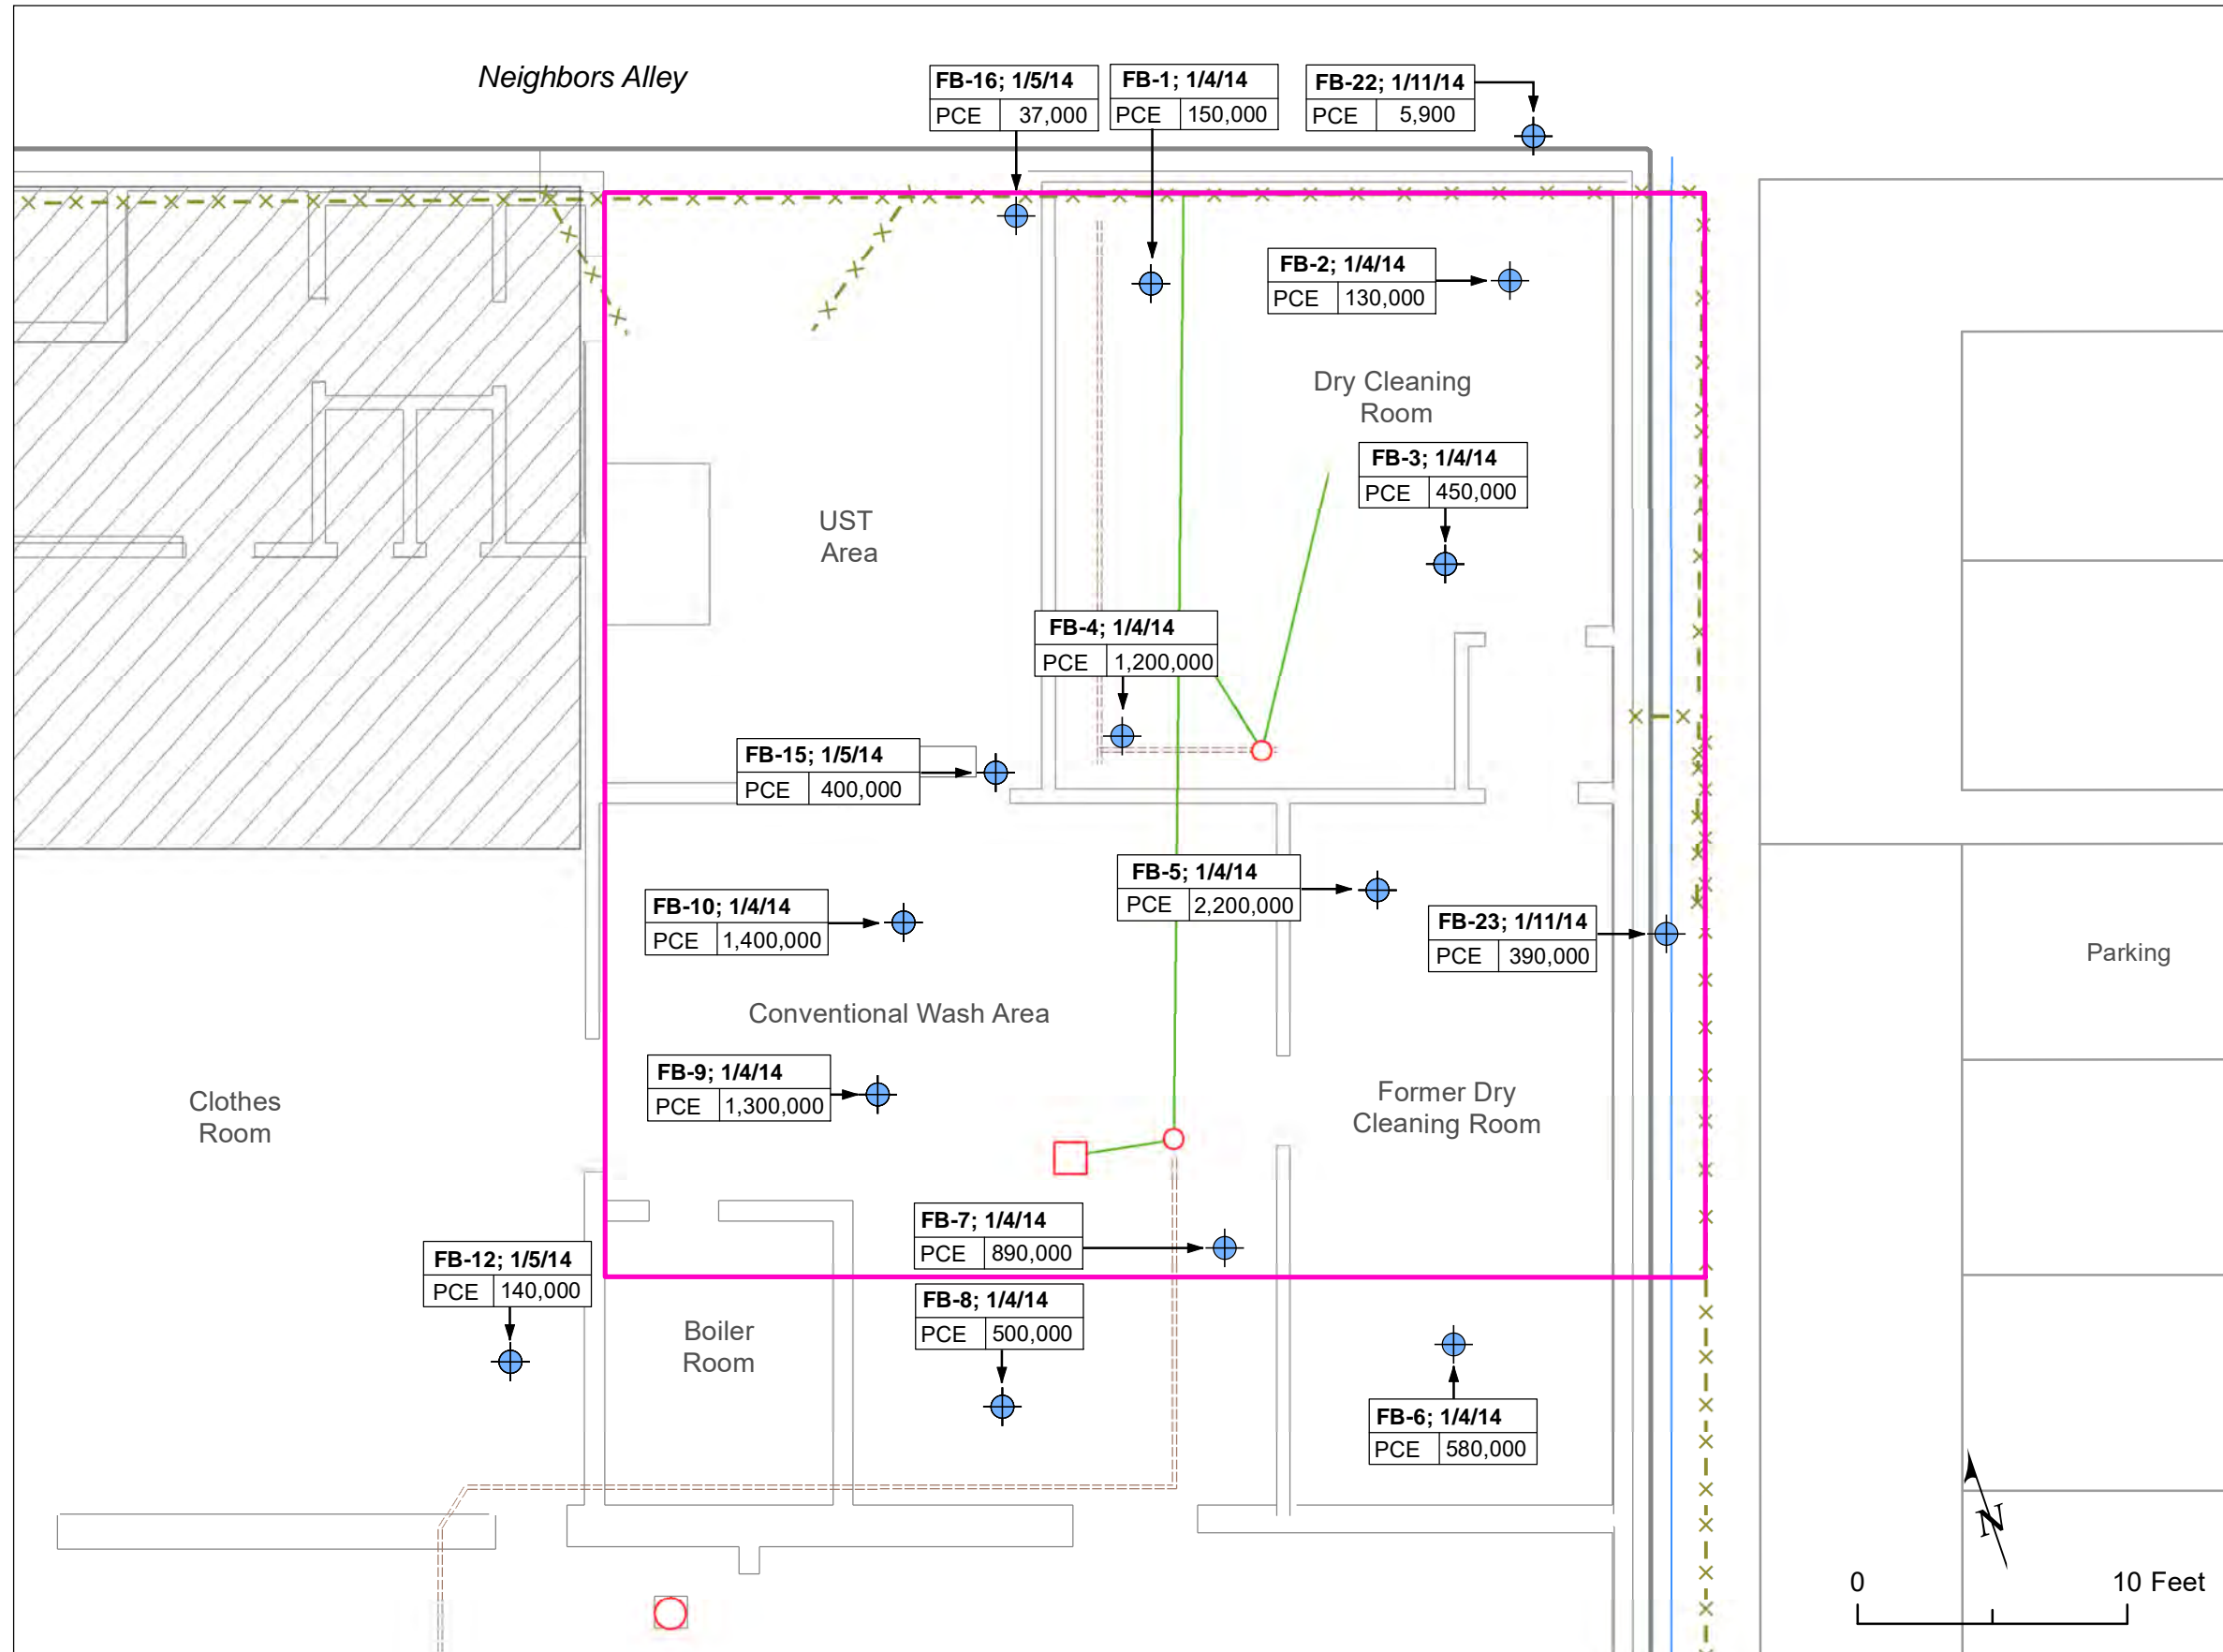 Neighbors Alley
FB-16; 1/5/14
PCE 37,000
FB-1; 1/4/14
PCE 150,000
FB-22; 1/11/14
PCE 5,900
FB-2; 1/4/14
PCE 130,000
Dry Cleaning
Room
FB-3; 1/4/14
PCE 450,000
UST
Area
FB-4; 1/4/14
PCE 1,200,000
FB-15; 1/5/14
PCE 400,000
FB-5; 1/4/14
PCE 2,200,000
FB-10; 1/4/14
PCE 1,400,000
FB-23; 1/11/14
PCE 390,000
Parking
Conventional Wash Area
FB-9; 1/4/14
PCE 1,300,000
Clothes
Room
Former Dry
Cleaning Room
FB-7; 1/4/14
PCE 890,000
FB-12; 1/5/14
PCE 140,000
FB-8; 1/4/14
PCE 500,000
Boiler
Room
FB-6; 1/4/14
PCE 580,000
N
0 10 Feet